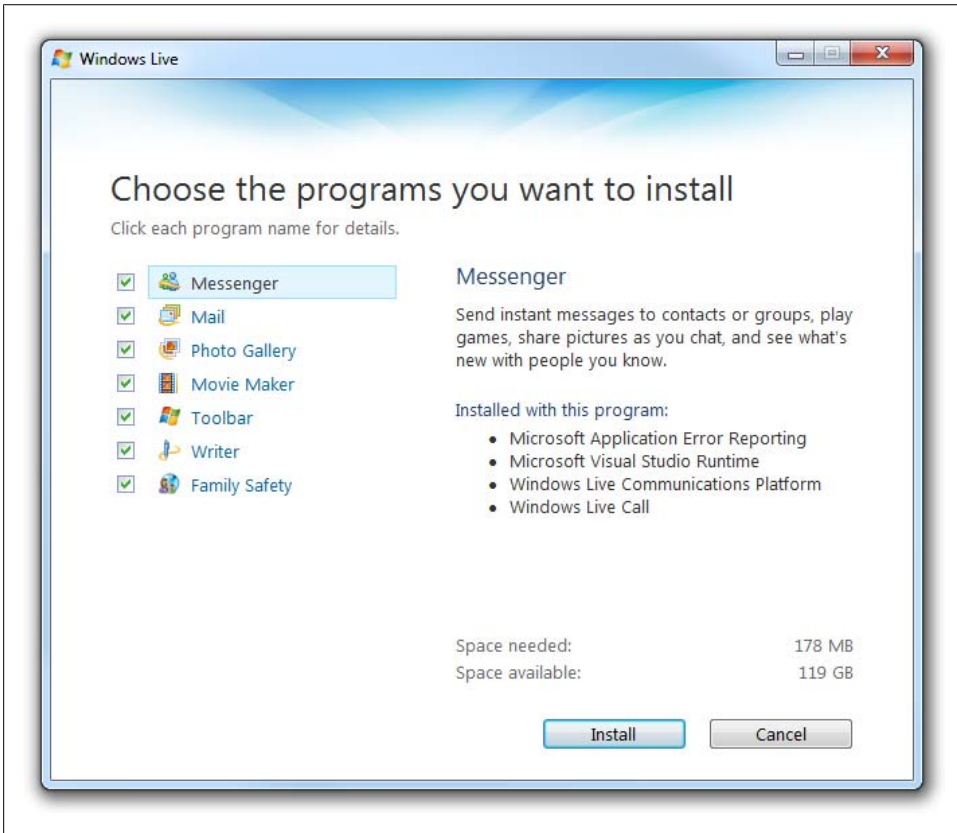 Windows Live
Choose the programs you want to install
Click each program name for details.
Messenger
Mail
Photo Gallery
Movie Maker
Toolbar
Writer
Family Safety
Messenger
Send instant messages to contacts or groups, play
games, share pictures as you chat, and see what's
new with people you know.
Installed with this program:
• Microsoft Application Error Reporting
• Microsoft Visual Studio Runtime
• Windows Live Communications Platform
• Windows Live Call
Space needed: 178 MB
Space available: 119 GB
Install Cancel